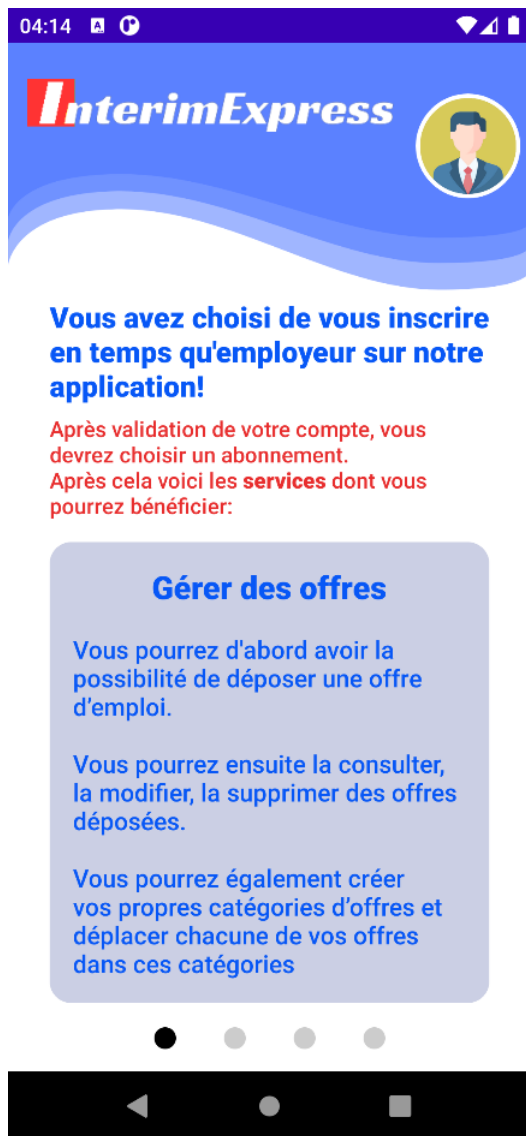 04:14
InterimExpress
Vous avez choisi de vous inscrire
en temps qu'employeur sur notre
application!
Après validation de votre compte, vous
devrez choisir un abonnement.
Après cela voici les services dont vous
pourrez bénéficier:
Gérer des offres
Vous pourrez d'abord avoir la
possibilité de déposer une offre
d’emploi.
Vous pourrez ensuite la consulter,
la modifier, la supprimer des offres
déposées.
Vous pourrez également créer
vos propres catégories d’offres et
déplacer chacune de vos offres
dans ces catégories